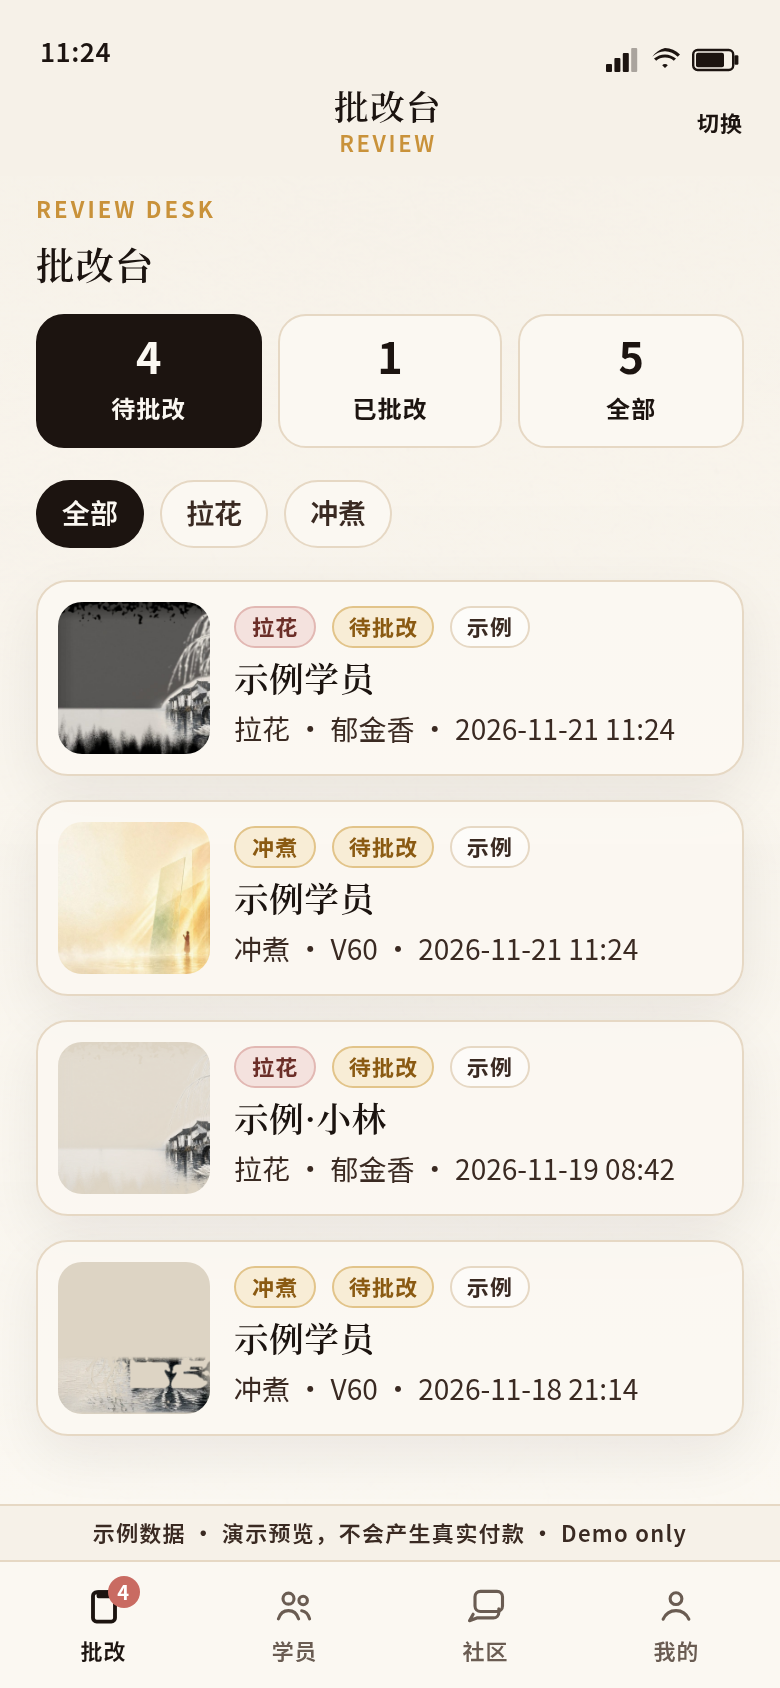 11:24
批改台
REVIEW
切换
REVIEW DESK
批改台
4
待批改
1
已批改
5
全部
全部
拉花
冲煮
拉花
待批改
示例
示例学员
拉花 · 郁金香 · 2026-11-21 11:24
冲煮
待批改
示例
示例学员
冲煮 · V60 · 2026-11-21 11:24
拉花
待批改
示例
示例·小林
拉花 · 郁金香 · 2026-11-19 08:42
冲煮
待批改
示例
示例学员
冲煮 · V60 · 2026-11-18 21:14
示例数据 · 演示预览，不会产生真实付款 · Demo only
4
批改
学员
社区
我的